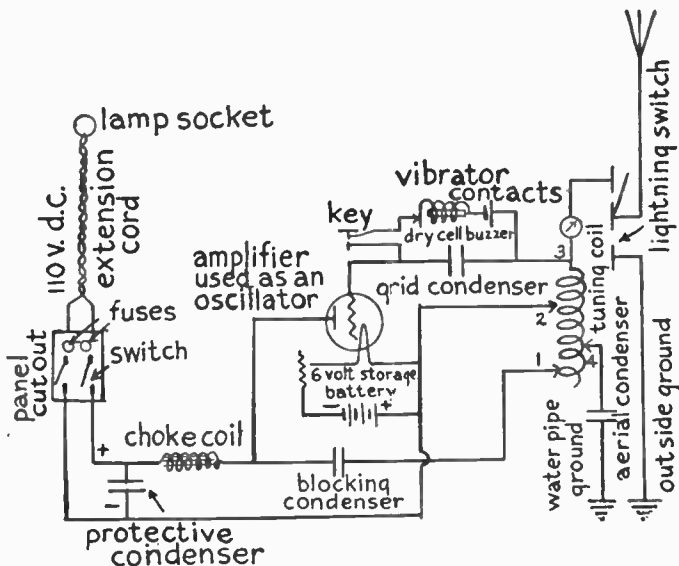 lamp socket
110 v. d.c.
extension
cord
fuses
switch
panel
cut out
+
-
choke coil
protective
condenser
amplifier
used as an
oscillator
key
vibrator
contacts
dry cell buzzer
grid condenser
6 volt storage
battery
- +
blocking
condenser
3
2
1
4
tuning coil
lightning switch
water pipe
ground
aerial condenser
outside ground